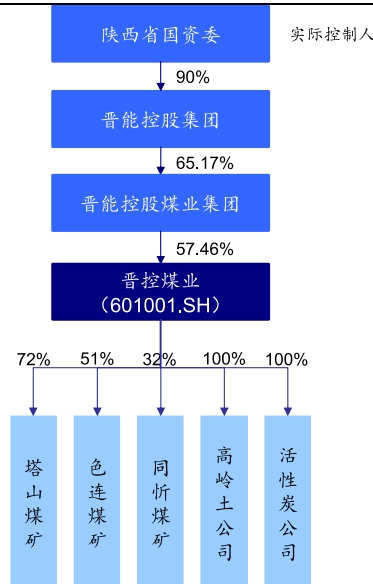 陕西省国资委
实际控制人
90%
晋能控股集团
65.17%
晋能控股煤业集团
57.46%
晋控煤业
（601001.SH）
72%
51%
32%
100%
100%
塔山煤矿
色连煤矿
同忻煤矿
高岭土公司
活性炭公司